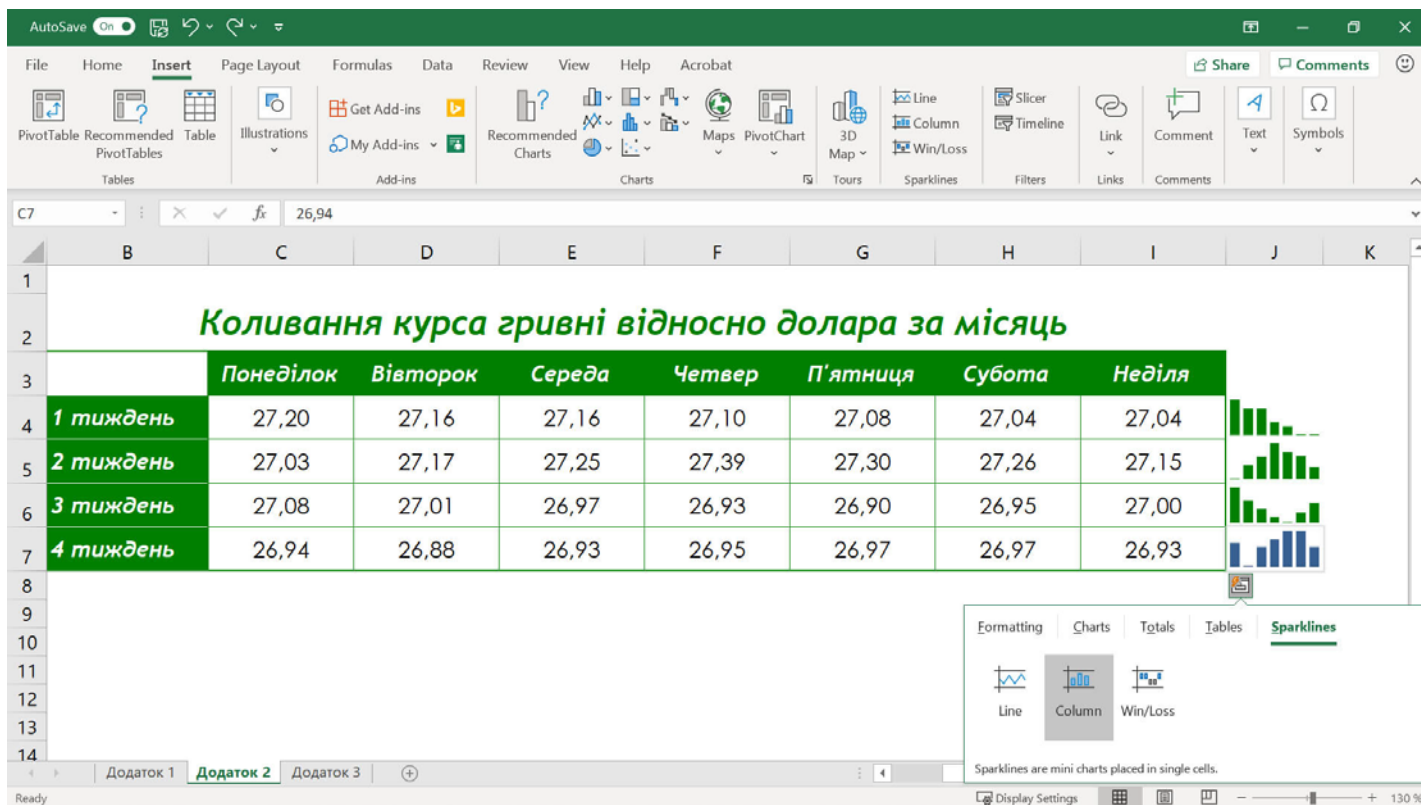 AutoSave On
File Home Insert Page Layout Formulas Data Review View Help Acrobat Share Comments
PivotTable Recommended PivotTables Table
Tables
Illustrations
Get Add-ins
My Add-ins
Add-ins
Recommended Charts
Maps PivotChart
Charts
3D Map
Tours
Line
Column
Win/Loss
Sparklines
Slicer
Timeline
Filters
Link
Links
Comment
Comments
Text
Symbols
C7 fx 26,94
B C D E F G H I J K
1
2 Коливання курса гривні відносно долара за місяць
3 Понеділок Вівторок Середа Четвер П'ятниця Субота Неділя
4 1 тиждень 27,20 27,16 27,16 27,10 27,08 27,04 27,04
5 2 тиждень 27,03 27,17 27,25 27,39 27,30 27,26 27,15
6 3 тиждень 27,08 27,01 26,97 26,93 26,90 26,95 27,00
7 4 тиждень 26,94 26,88 26,93 26,95 26,97 26,97 26,93
8
9
10
11
12
13
14
Formatting Charts Totals Tables Sparklines
Line Column Win/Loss
Sparklines are mini charts placed in single cells.
Додаток 1 Додаток 2 Додаток 3
Ready Display Settings 130 %